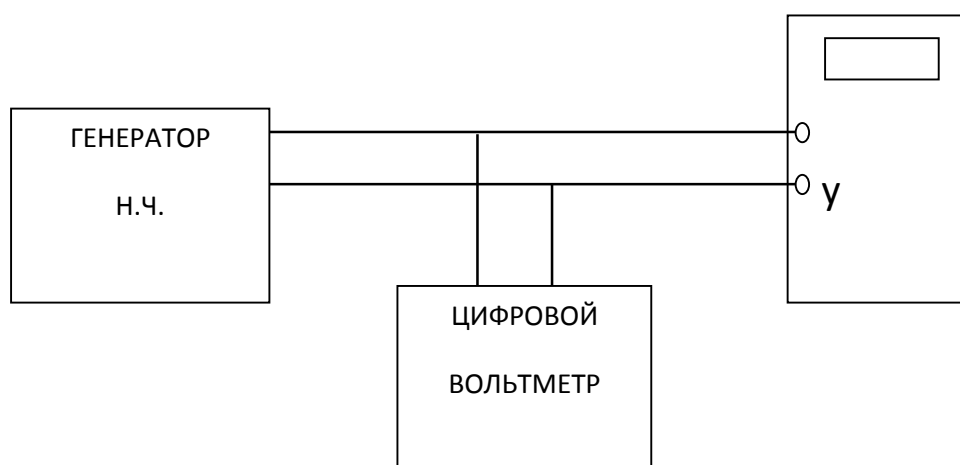 ГЕНЕРАТОР
Н.Ч.
у
ЦИФРОВОЙ
ВОЛЬТМЕТР